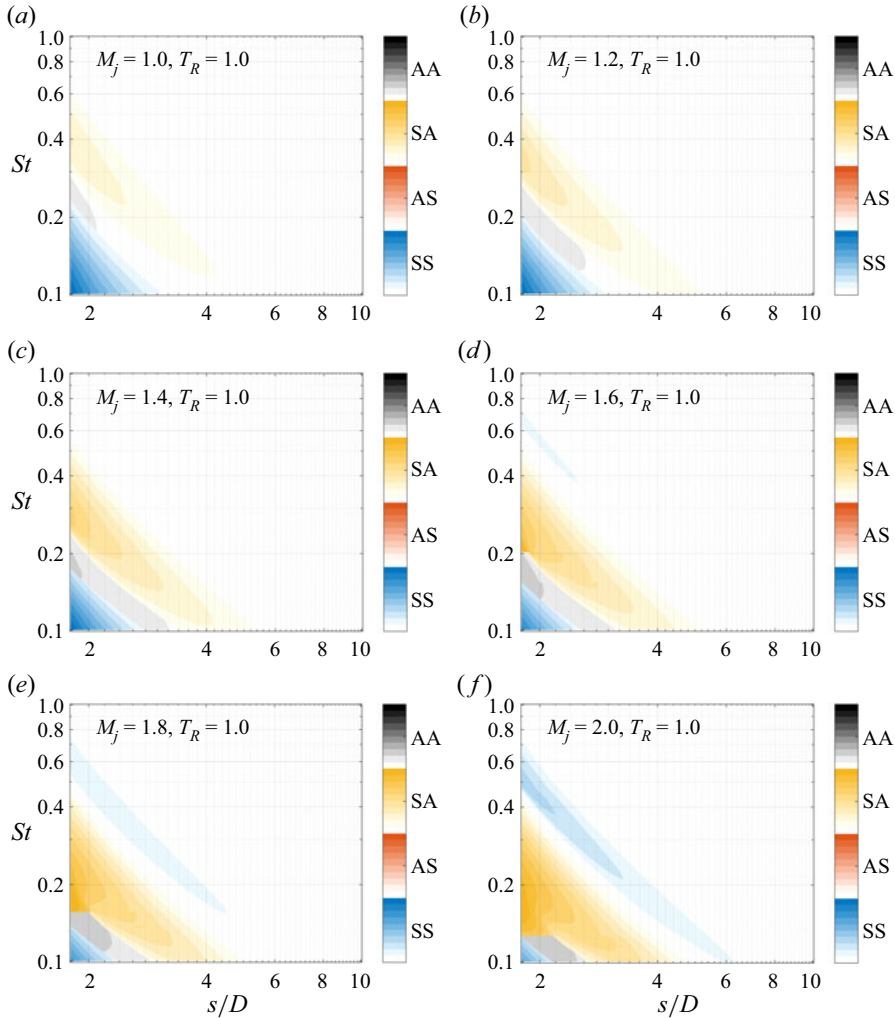 (a)
M_j = 1.0, T_R = 1.0
1.0
0.8
0.6
0.4
St
0.2
0.1
2
4
6
8
10
AA
SA
AS
SS
(b)
M_j = 1.2, T_R = 1.0
1.0
0.8
0.6
0.4
0.2
0.1
2
4
6
8
10
AA
SA
AS
SS
(c)
M_j = 1.4, T_R = 1.0
1.0
0.8
0.6
0.4
St
0.2
0.1
2
4
6
8
10
AA
SA
AS
SS
(d)
M_j = 1.6, T_R = 1.0
1.0
0.8
0.6
0.4
0.2
0.1
2
4
6
8
10
AA
SA
AS
SS
(e)
M_j = 1.8, T_R = 1.0
1.0
0.8
0.6
0.4
St
0.2
0.1
2
4
6
8
10
s/D
AA
SA
AS
SS
(f)
M_j = 2.0, T_R = 1.0
1.0
0.8
0.6
0.4
0.2
0.1
2
4
6
8
10
s/D
AA
SA
AS
SS